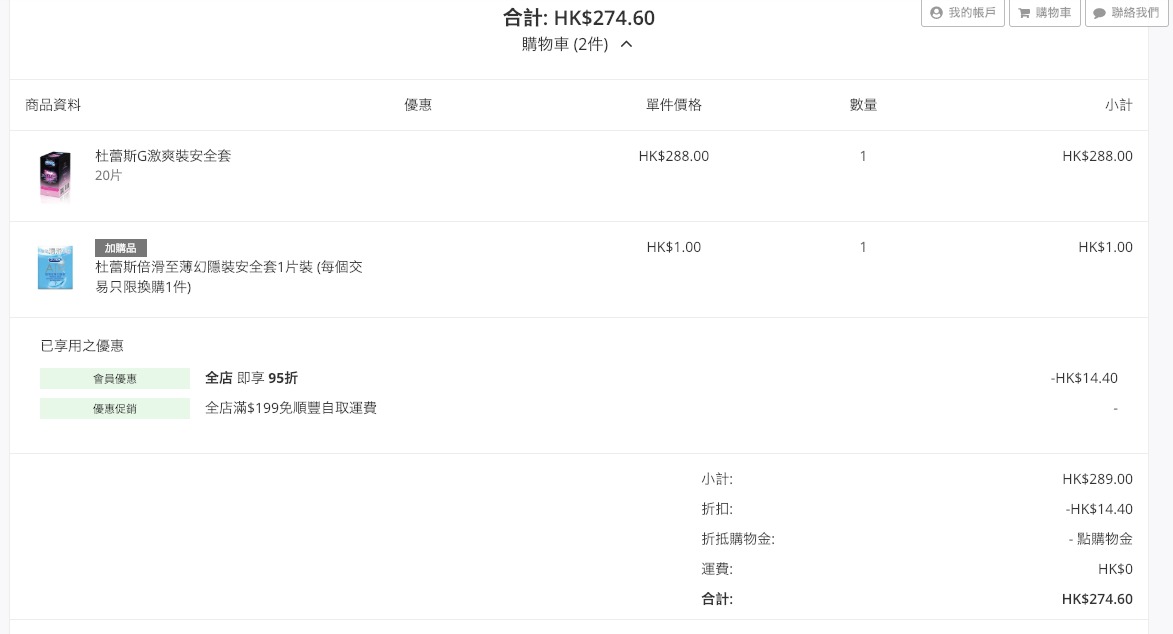 合計: HK$274.60
我的帳戶 購物車 聯絡我們
購物車 (2件)
商品資料 優惠 單件價格 數量 小計
杜蕾斯G激爽裝安全套 HK$288.00 1 HK$288.00
20片
加購品 HK$1.00 1 HK$1.00
杜蕾斯倍滑至薄幻隱裝安全套1片裝 (每個交
易只限換購1件)
已享用之優惠
會員優惠 全店 即享 95折 -HK$14.40
優惠促銷 全店滿$199免順豐自取運費 -
小計: HK$289.00
折扣: -HK$14.40
折抵購物金: - 點購物金
運費: HK$0
合計: HK$274.60